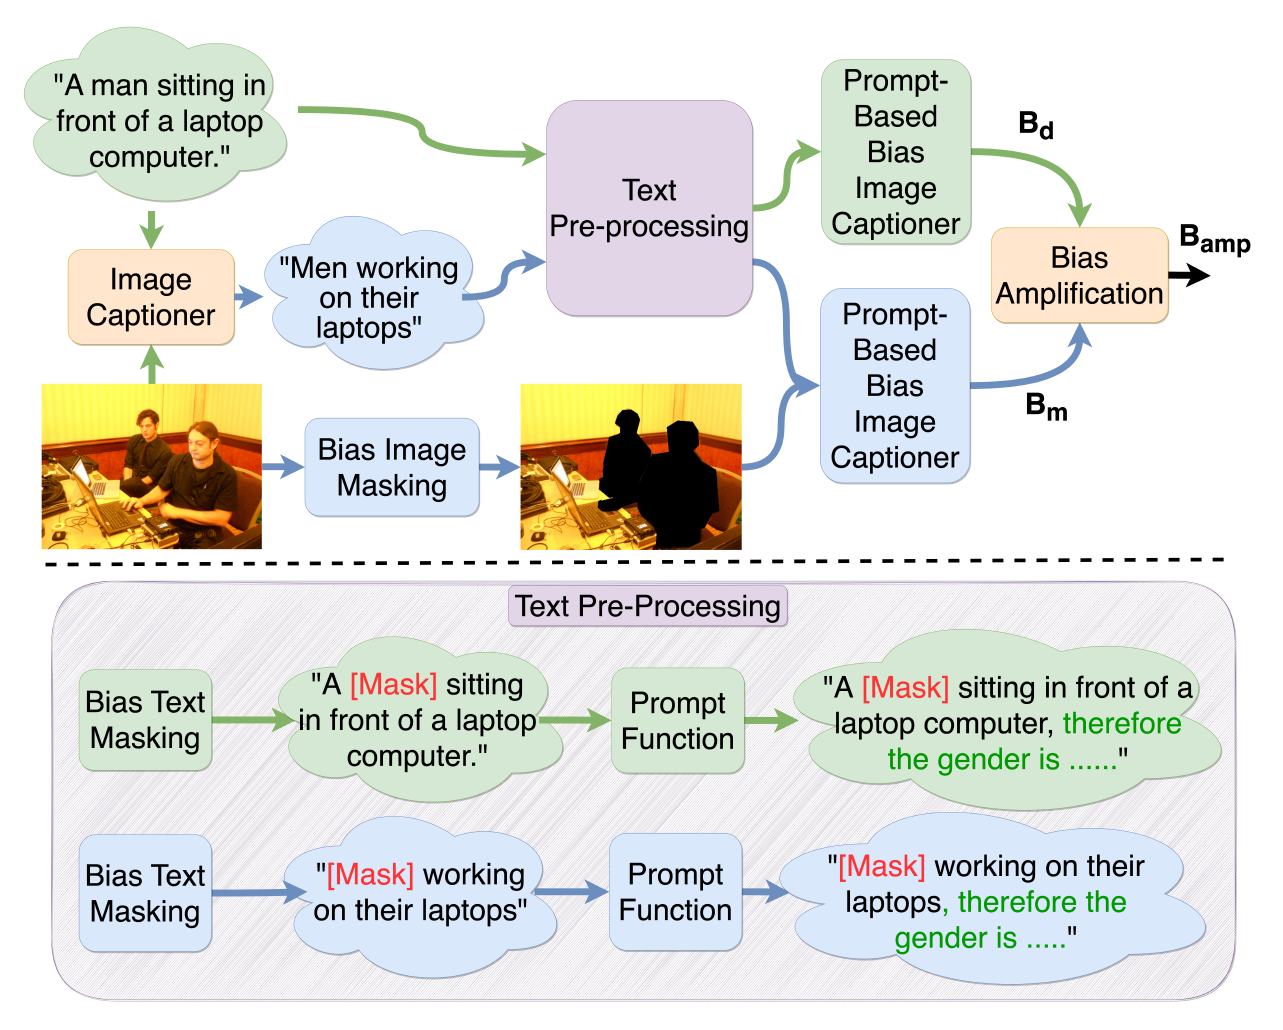 "A man sitting in
front of a laptop
computer."
Image
Captioner
"Men working
on their
laptops"
Bias Image
Masking
Text
Pre-processing
Prompt-
Based
Bias
Image
Captioner
B_d
Prompt-
Based
Bias
Image
Captioner
B_m
Bias
Amplification
B_amp
Text Pre-Processing
Bias Text
Masking
"A [Mask] sitting
in front of a laptop
computer."
Prompt
Function
"A [Mask] sitting in front of a
laptop computer, therefore
the gender is ......"
Bias Text
Masking
"[Mask] working
on their laptops"
Prompt
Function
"[Mask] working on their
laptops, therefore the
gender is ....."